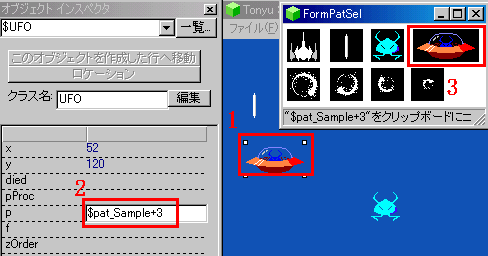 オブジェクト インスペクタ
$UFO
一覧...
このオブジェクトを作成した行へ移動
ロケーション
クラス名:
UFO
編集
x 52
y 120
died
pProc
2
p $pat_Sample+3
f
zOrder
Tonyu
ファイル(F)
1
FormPatSel
3
"$pat_Sample+3"をクリップボードにコ